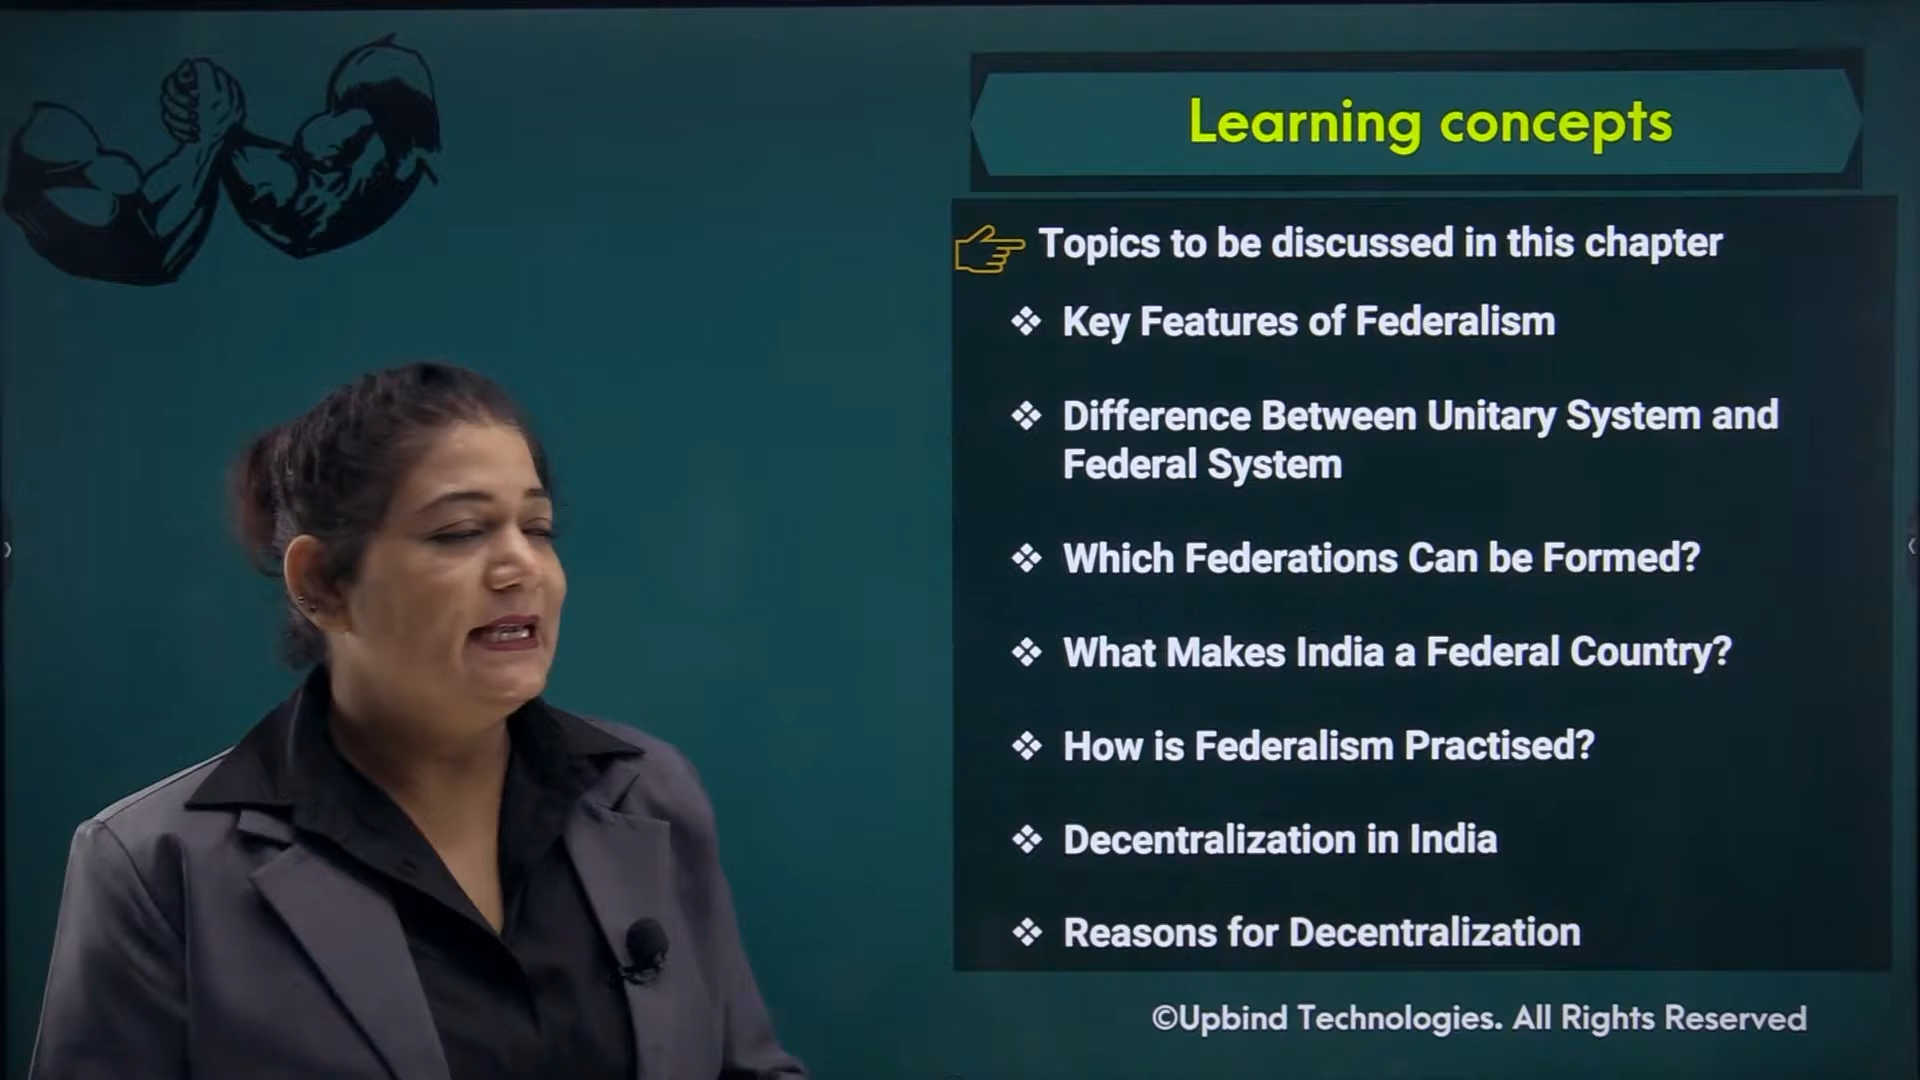 Learning concepts
Topics to be discussed in this chapter
❖ Key Features of Federalism
❖ Difference Between Unitary System and
Federal System
❖ Which Federations Can be Formed?
❖ What Makes India a Federal Country?
❖ How is Federalism Practised?
❖ Decentralization in India
❖ Reasons for Decentralization
©Upbind Technologies. All Rights Reserved